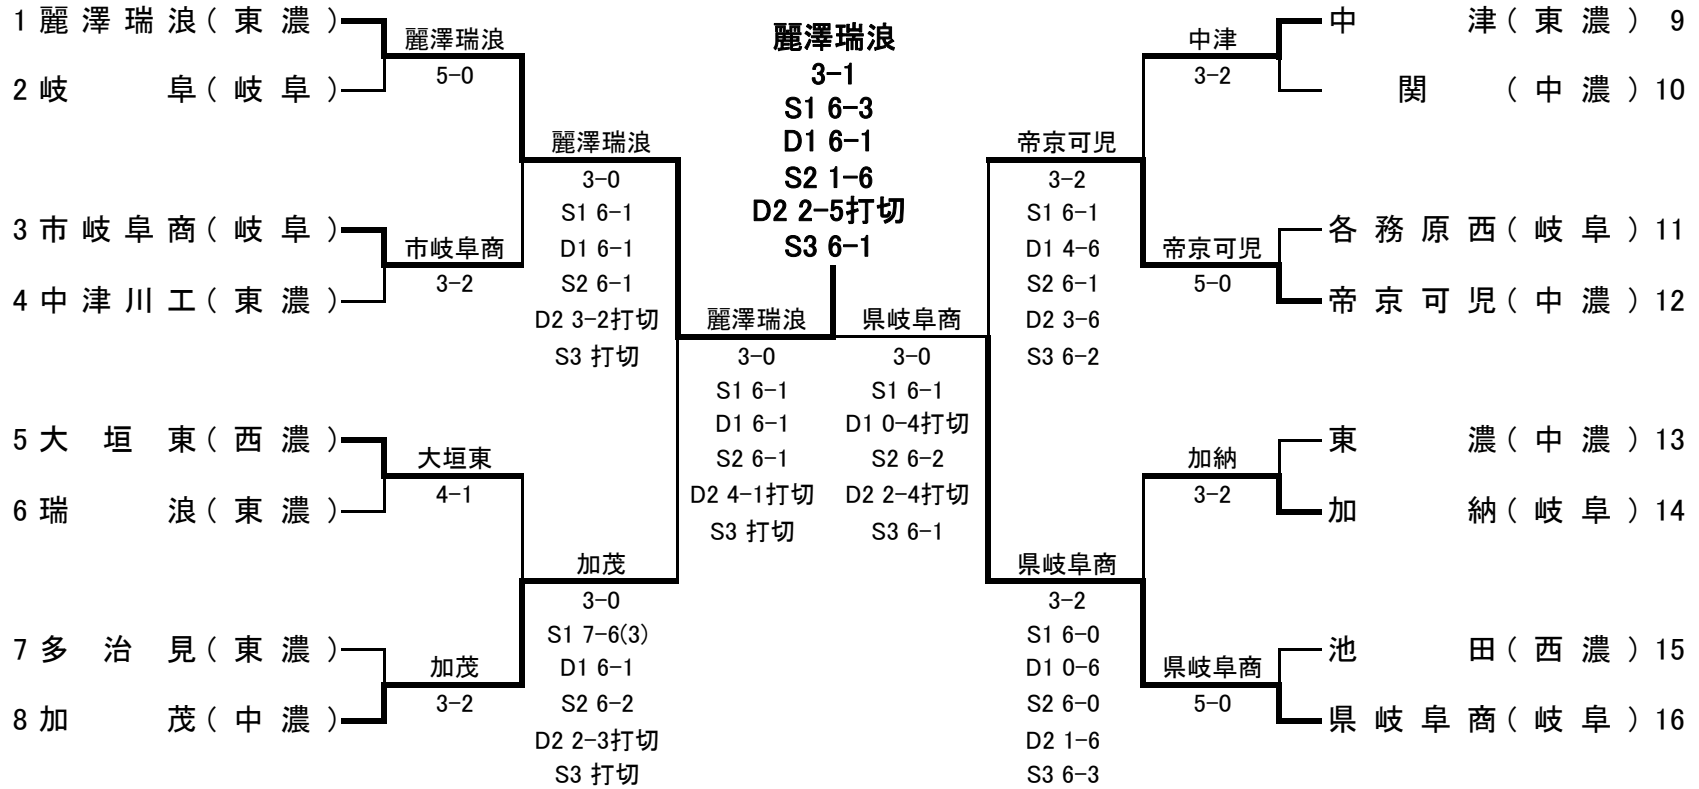 1 麗澤瑞浪(東濃)
2 岐阜(岐阜)
3 市岐阜商(岐阜)
4 中津川工(東濃)
5 大垣東(西濃)
6 瑞浪(東濃)
7 多治見(東濃)
8 加茂(中濃)
麗澤瑞浪
5-0
市岐阜商
3-2
大垣東
4-1
加茂
3-2
麗澤瑞浪
3-0
S1 6-1
D1 6-1
S2 6-1
D2 3-2打切
S3 打切
加茂
3-0
S1 7-6(3)
D1 6-1
S2 6-2
D2 2-3打切
S3 打切
麗澤瑞浪
3-0
S1 6-1
D1 6-1
S2 6-1
D2 4-1打切
S3 打切
麗澤瑞浪
3-1
S1 6-3
D1 6-1
S2 1-6
D2 2-5打切
S3 6-1
県岐阜商
3-0
S1 6-1
D1 0-4打切
S2 6-2
D2 2-4打切
S3 6-1
帝京可児
3-2
S1 6-1
D1 4-6
S2 6-1
D2 3-6
S3 6-2
県岐阜商
3-2
S1 6-0
D1 0-6
S2 6-0
D2 1-6
S3 6-3
中津
3-2
帝京可児
5-0
加納
3-2
県岐阜商
5-0
中津(東濃) 9
関(中濃) 10
各務原西(岐阜) 11
帝京可児(中濃) 12
東濃(中濃) 13
加納(岐阜) 14
池田(西濃) 15
県岐阜商(岐阜) 16